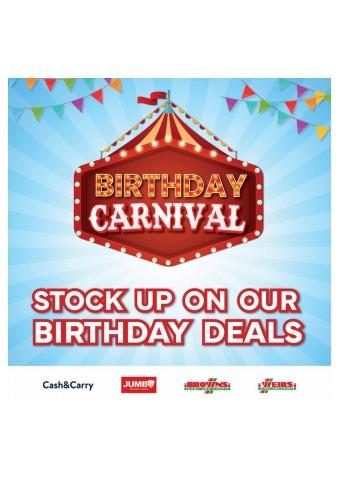 BIRTHDAY
CARNIVAL
STOCK UP ON OUR
BIRTHDAY DEALS
Cash&Carry JUMBO BROWNS WEIRS